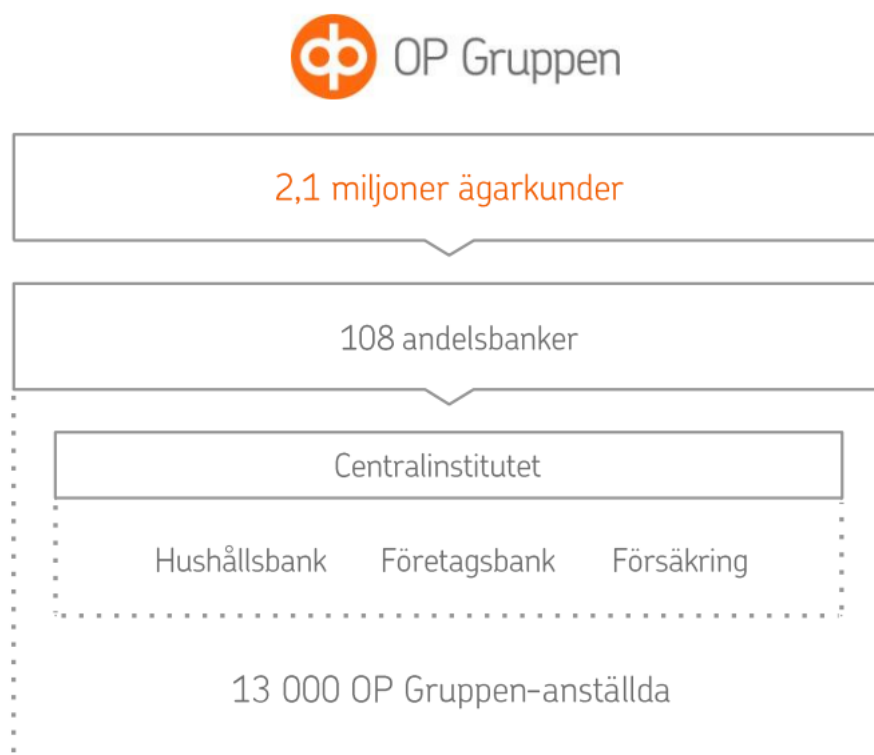 OP Gruppen
2,1 miljoner ägarkunder
108 andelsbanker
Centralinstitutet
Hushållsbank Företagsbank Försäkring
13 000 OP Gruppen-anställda